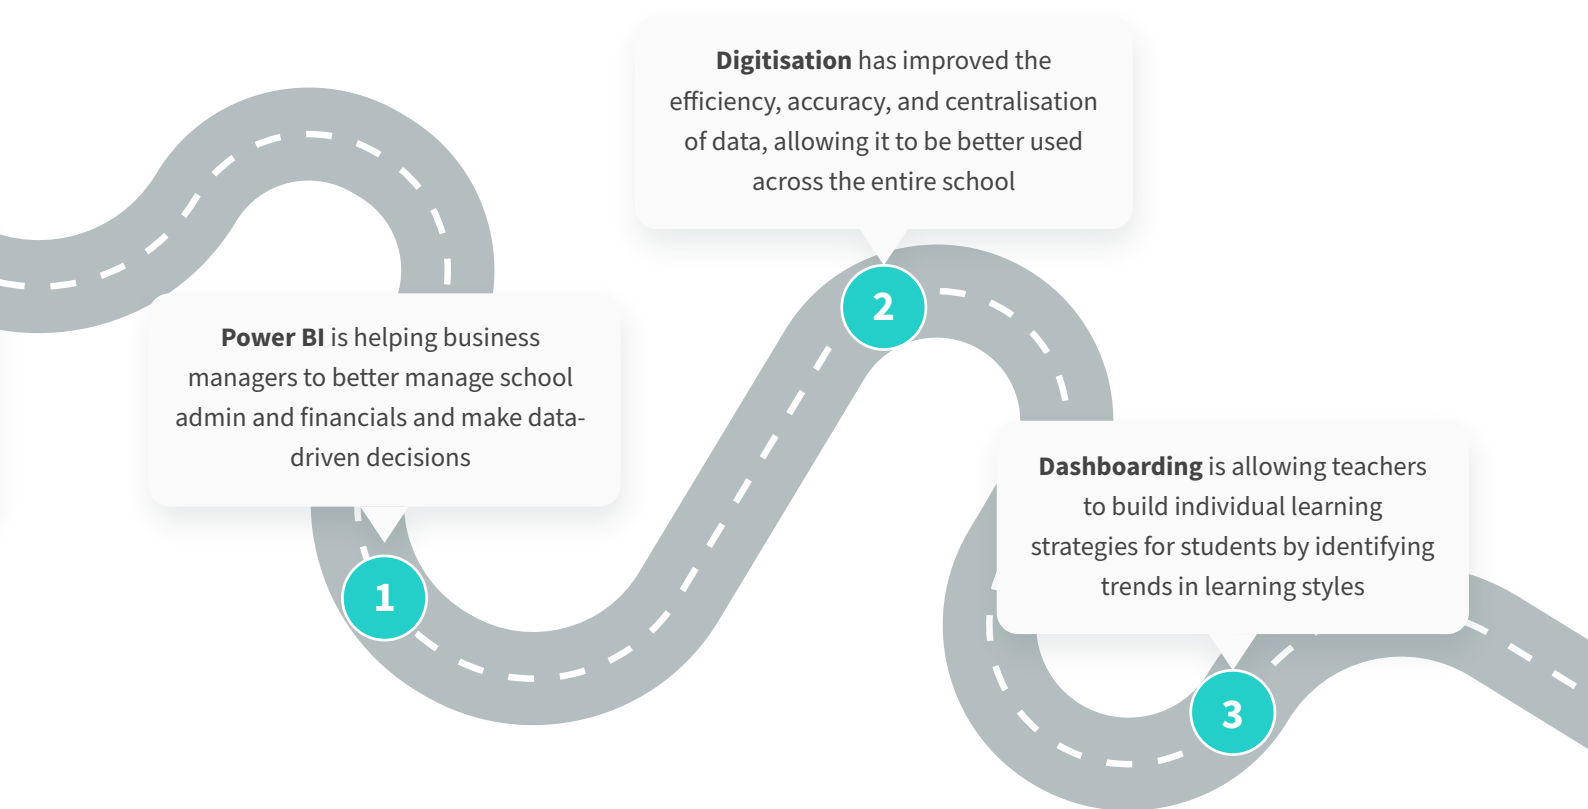 Power BI is helping business
managers to better manage school
admin and financials and make data-
driven decisions
1
Digitisation has improved the
efficiency, accuracy, and centralisation
of data, allowing it to be better used
across the entire school
2
Dashboarding is allowing teachers
to build individual learning
strategies for students by identifying
trends in learning styles
3